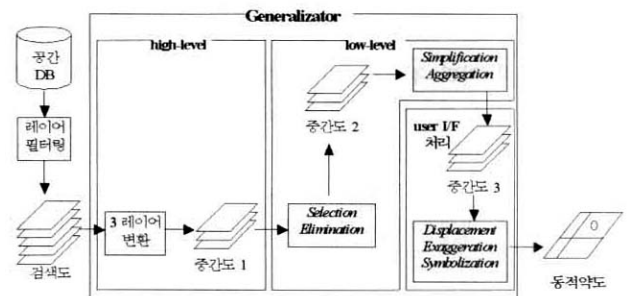 Generalizator
공간
DB
레이어
필터링
검색도
high-level
3 레이어
변환
중간도 1
low-level
Selection
Elimination
중간도 2
Simplification
Aggregation
user I/F
처리
중간도 3
Displacement
Exaggeration
Symbolization
동적약도